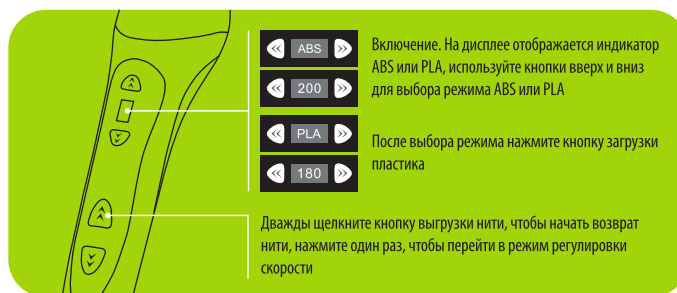 ABS
Включение. На дисплее отображается индикатор
ABS или PLA, используйте кнопки вверх и вниз
для выбора режима ABS или PLA
200
PLA
После выбора режима нажмите кнопку загрузки
пластика
180
Дважды щелкните кнопку выгрузки нити, чтобы начать возврат
нити, нажмите один раз, чтобы перейти в режим регулировки
скорости